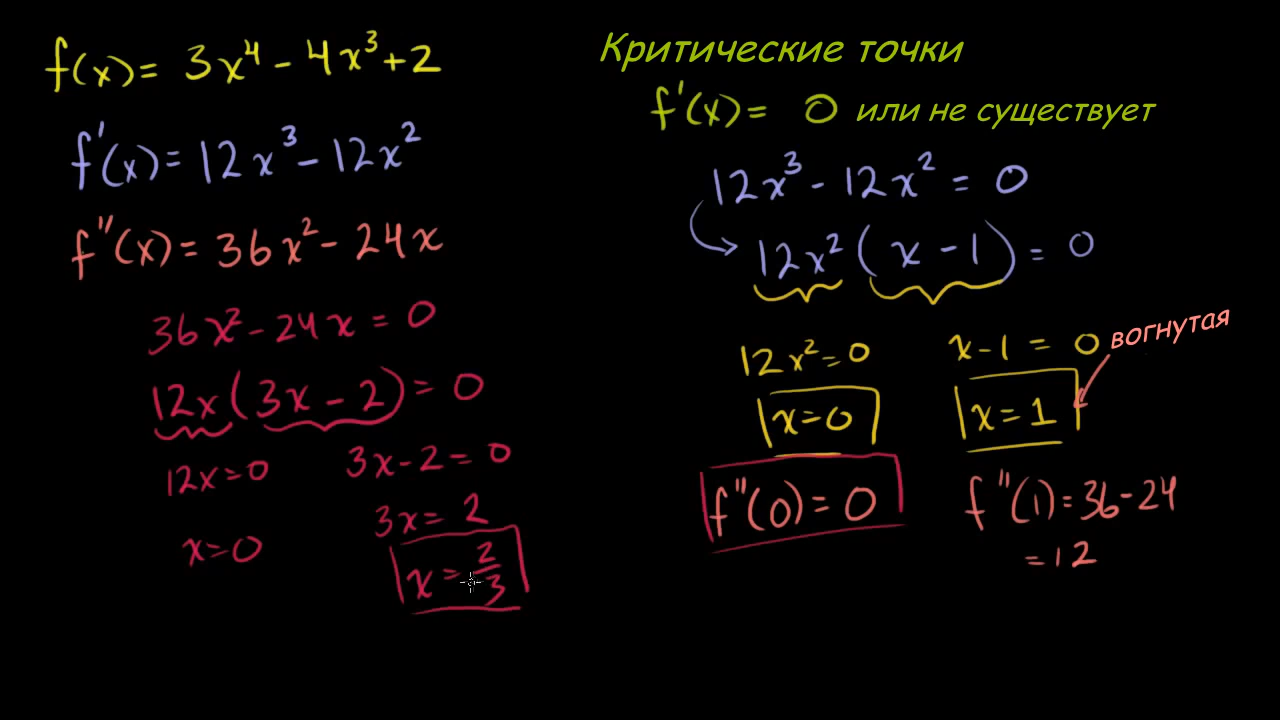 f(x) = 3x⁴ - 4x³ + 2
f'(x) = 12x³ - 12x²
f''(x) = 36x² - 24x
36x² - 24x = 0
12x(3x - 2) = 0
12x = 0
x = 0
3x - 2 = 0
3x = 2
x = 2/3
Критические точки
f'(x) = 0 или не существует
12x³ - 12x² = 0
12x²(x - 1) = 0
12x² = 0
x = 0
f''(0) = 0
x - 1 = 0
вогнутая
x = 1
f''(1) = 36 - 24
= 12